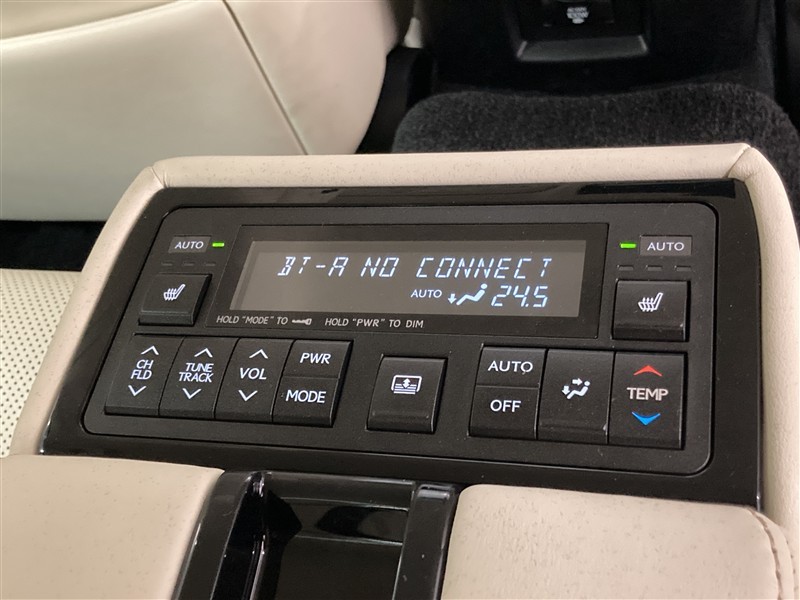 AUTO
AUTO
BT-A NO CONNECT
AUTO 24.5
HOLD "MODE" TO
HOLD "PWR" TO DIM
CH FLD
TUNE TRACK
VOL
PWR
MODE
AUTO
OFF
TEMP